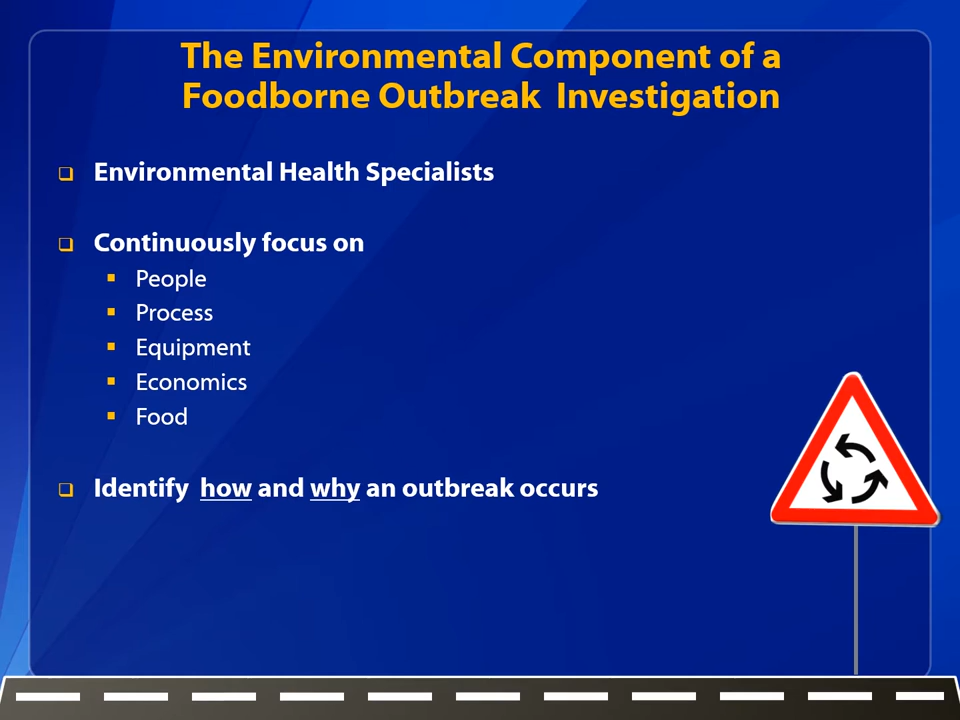 The Environmental Component of a
Foodborne Outbreak Investigation
Environmental Health Specialists
Continuously focus on
People
Process
Equipment
Economics
Food
Identify how and why an outbreak occurs